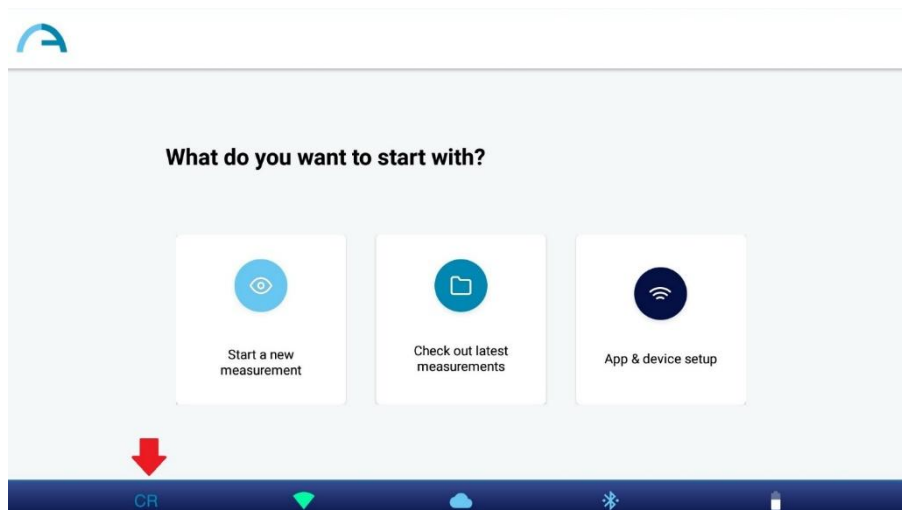 What do you want to start with?
Start a new
measurement
Check out latest
measurements
App & device setup
CR